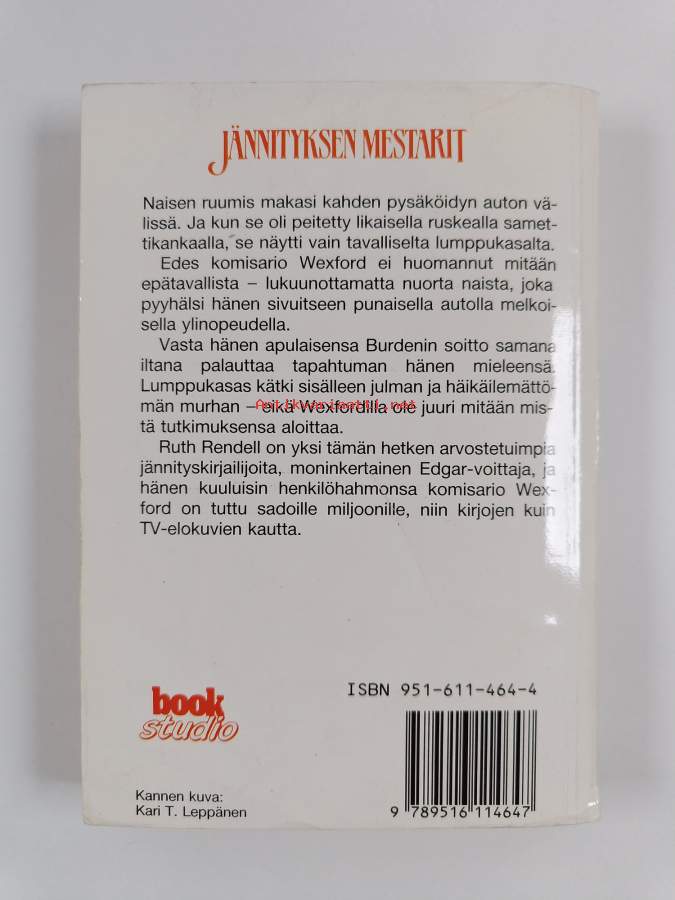 JÄNNITYKSEN MESTARIT
Naisen ruumis makasi kahden pysäköidyn auton vä-
lissä. Ja kun se oli peitetty likaisella ruskealla samet-
tikankaalla, se näytti vain tavalliselta lumppukasalta.
Edes komisario Wexford ei huomannut mitään
epätavallista – lukuunottamatta nuorta naista, joka
pyyhälsi hänen sivuitseen punaisella autolla melkoi-
sella ylinopeudella.
Vasta hänen apulaisensa Burdenin soitto samana
iltana palauttaa tapahtuman hänen mieleensä.
Lumppukasas kätki sisälleen julman ja häikäilemättö-
män murhan – eikä Wexfordilla ole juuri mitään mis-
Antikvariaatti.net
tä tutkimuksensa aloittaa.
Ruth Rendell on yksi tämän hetken arvostetuimpia
jännityskirjailijoita, moninkertainen Edgar-voittaja, ja
hänen kuuluisin henkilöhahmonsa komisario Wex-
ford on tuttu sadoille miljoonille, niin kirjojen kuin
TV-elokuvien kautta.
ISBN 951-611-464-4
book
studio
Kannen kuva:
Kari T. Leppänen
9 789516 114647